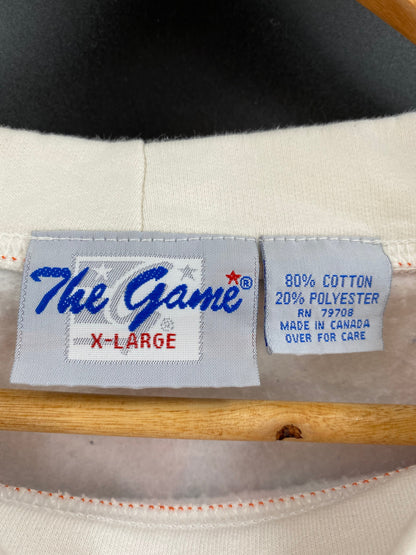 The Game®
X-LARGE
®
80% COTTON
20% POLYESTER
RN 79708
MADE IN CANADA
OVER FOR CARE